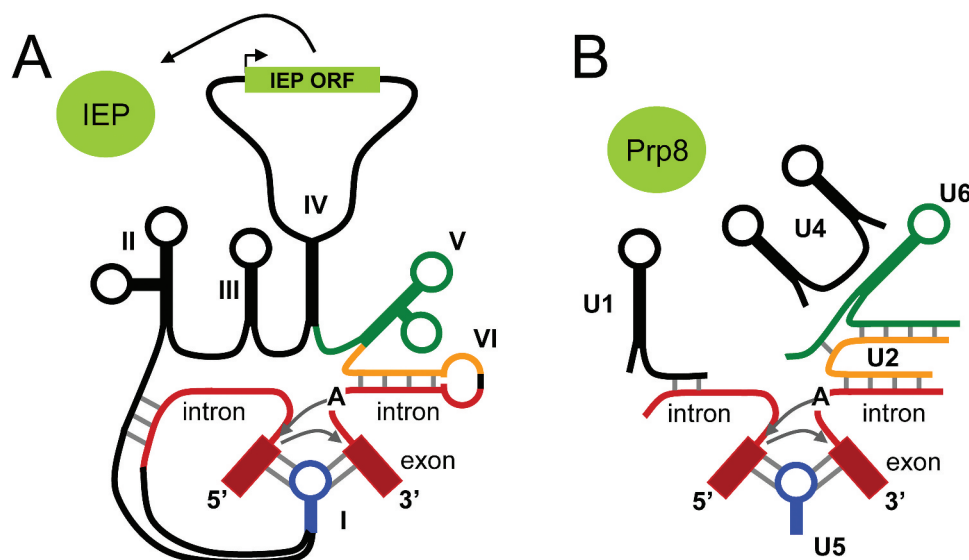 A
IEP
IEP ORF
IV
II
III
V
VI
intron
A
intron
exon
5’
3’
I
B
Prp8
U6
U4
U1
U2
intron
A
intron
exon
5’
3’
U5